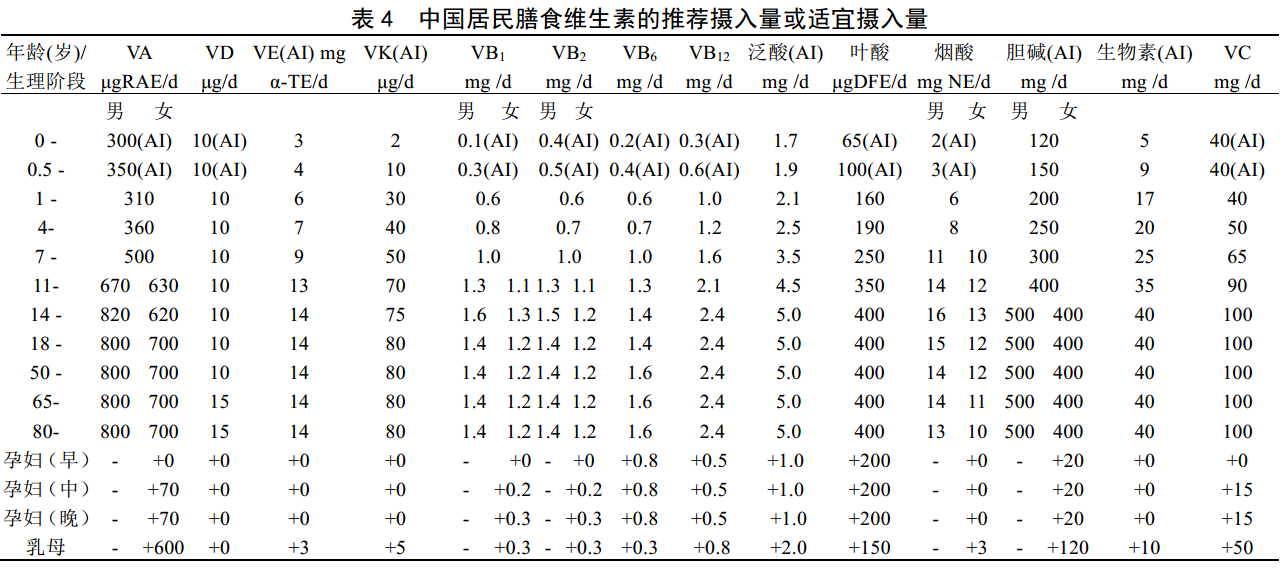 表 4 中国居民膳食维生素的推荐摄入量或适宜摄入量
年龄(岁)/ VA VD VE(AI) mg VK(AI) VB1 VB2 VB6 VB12 泛酸(AI) 叶酸 烟酸 胆碱(AI) 生物素(AI) VC
生理阶段 μgRAE/d μg/d α-TE/d μg/d mg /d mg /d mg /d mg /d mg /d μgDFE/d mg NE/d mg /d mg /d mg /d
男 女 男 女 男 女 男 女 男 女
0 - 300(AI) 10(AI) 3 2 0.1(AI) 0.4(AI) 0.2(AI) 0.3(AI) 1.7 65(AI) 2(AI) 120 5 40(AI)
0.5 - 350(AI) 10(AI) 4 10 0.3(AI) 0.5(AI) 0.4(AI) 0.6(AI) 1.9 100(AI) 3(AI) 150 9 40(AI)
1 - 310 10 6 30 0.6 0.6 0.6 1.0 2.1 160 6 200 17 40
4- 360 10 7 40 0.8 0.7 0.7 1.2 2.5 190 8 250 20 50
7 - 500 10 9 50 1.0 1.0 1.0 1.6 3.5 250 11 10 300 25 65
11- 670 630 10 13 70 1.3 1.1 1.3 1.1 1.3 2.1 4.5 350 14 12 400 35 90
14 - 820 620 10 14 75 1.6 1.3 1.5 1.2 1.4 2.4 5.0 400 16 13 500 400 40 100
18 - 800 700 10 14 80 1.4 1.2 1.4 1.2 1.4 2.4 5.0 400 15 12 500 400 40 100
50 - 800 700 10 14 80 1.4 1.2 1.4 1.2 1.6 2.4 5.0 400 14 12 500 400 40 100
65- 800 700 15 14 80 1.4 1.2 1.4 1.2 1.6 2.4 5.0 400 14 11 500 400 40 100
80- 800 700 15 14 80 1.4 1.2 1.4 1.2 1.6 2.4 5.0 400 13 10 500 400 40 100
孕妇（早） - +0 +0 +0 +0 - +0 - +0 +0.8 +0.5 +1.0 +200 - +0 - +20 +0 +0
孕妇（中） - +70 +0 +0 +0 - +0.2 - +0.2 +0.8 +0.5 +1.0 +200 - +0 - +20 +0 +15
孕妇（晚） - +70 +0 +0 +0 - +0.3 - +0.3 +0.8 +0.5 +1.0 +200 - +0 - +20 +0 +15
乳母 - +600 +0 +3 +5 - +0.3 - +0.3 +0.3 +0.8 +2.0 +150 - +3 - +120 +10 +50